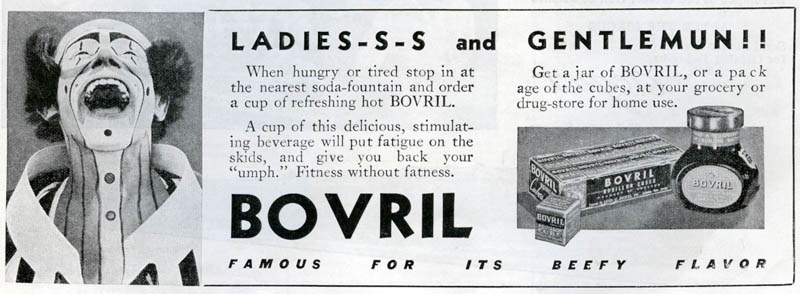 LADIES-S-S and GENTLEMUN!!
When hungry or tired stop in at
the nearest soda-fountain and order
a cup of refreshing hot BOVRIL.
A cup of this delicious, stimulat-
ing beverage will put fatigue on the
skids, and give you back your
"umph." Fitness without fatness.
BOVRIL
Get a jar of BOVRIL, or a pack
age of the cubes, at your grocery or
drug-store for home use.
BOVRIL
BOVRIL
BOUILLON CUBES
BOVRIL
BOVRIL
FAMOUS FOR ITS BEEFY FLAVOR